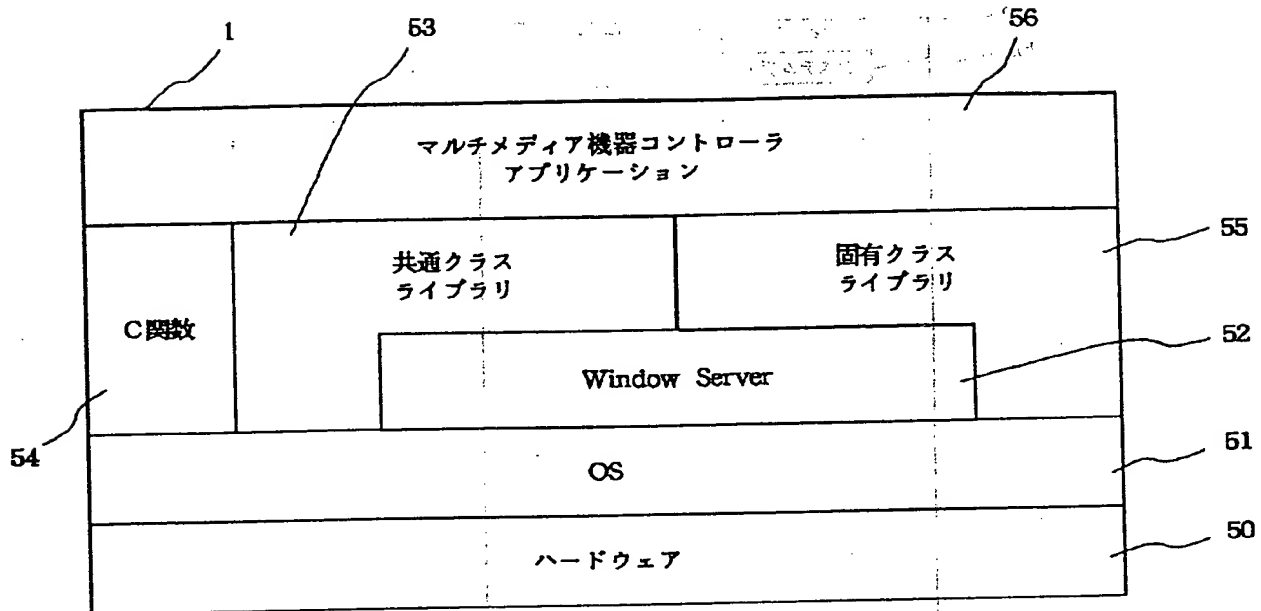 1
53
56
マルチメディア機器コントローラ
アプリケーション
55
共通クラス
ライブラリ
固有クラス
ライブラリ
C関数
52
Window Server
54
OS
51
ハードウェア
50